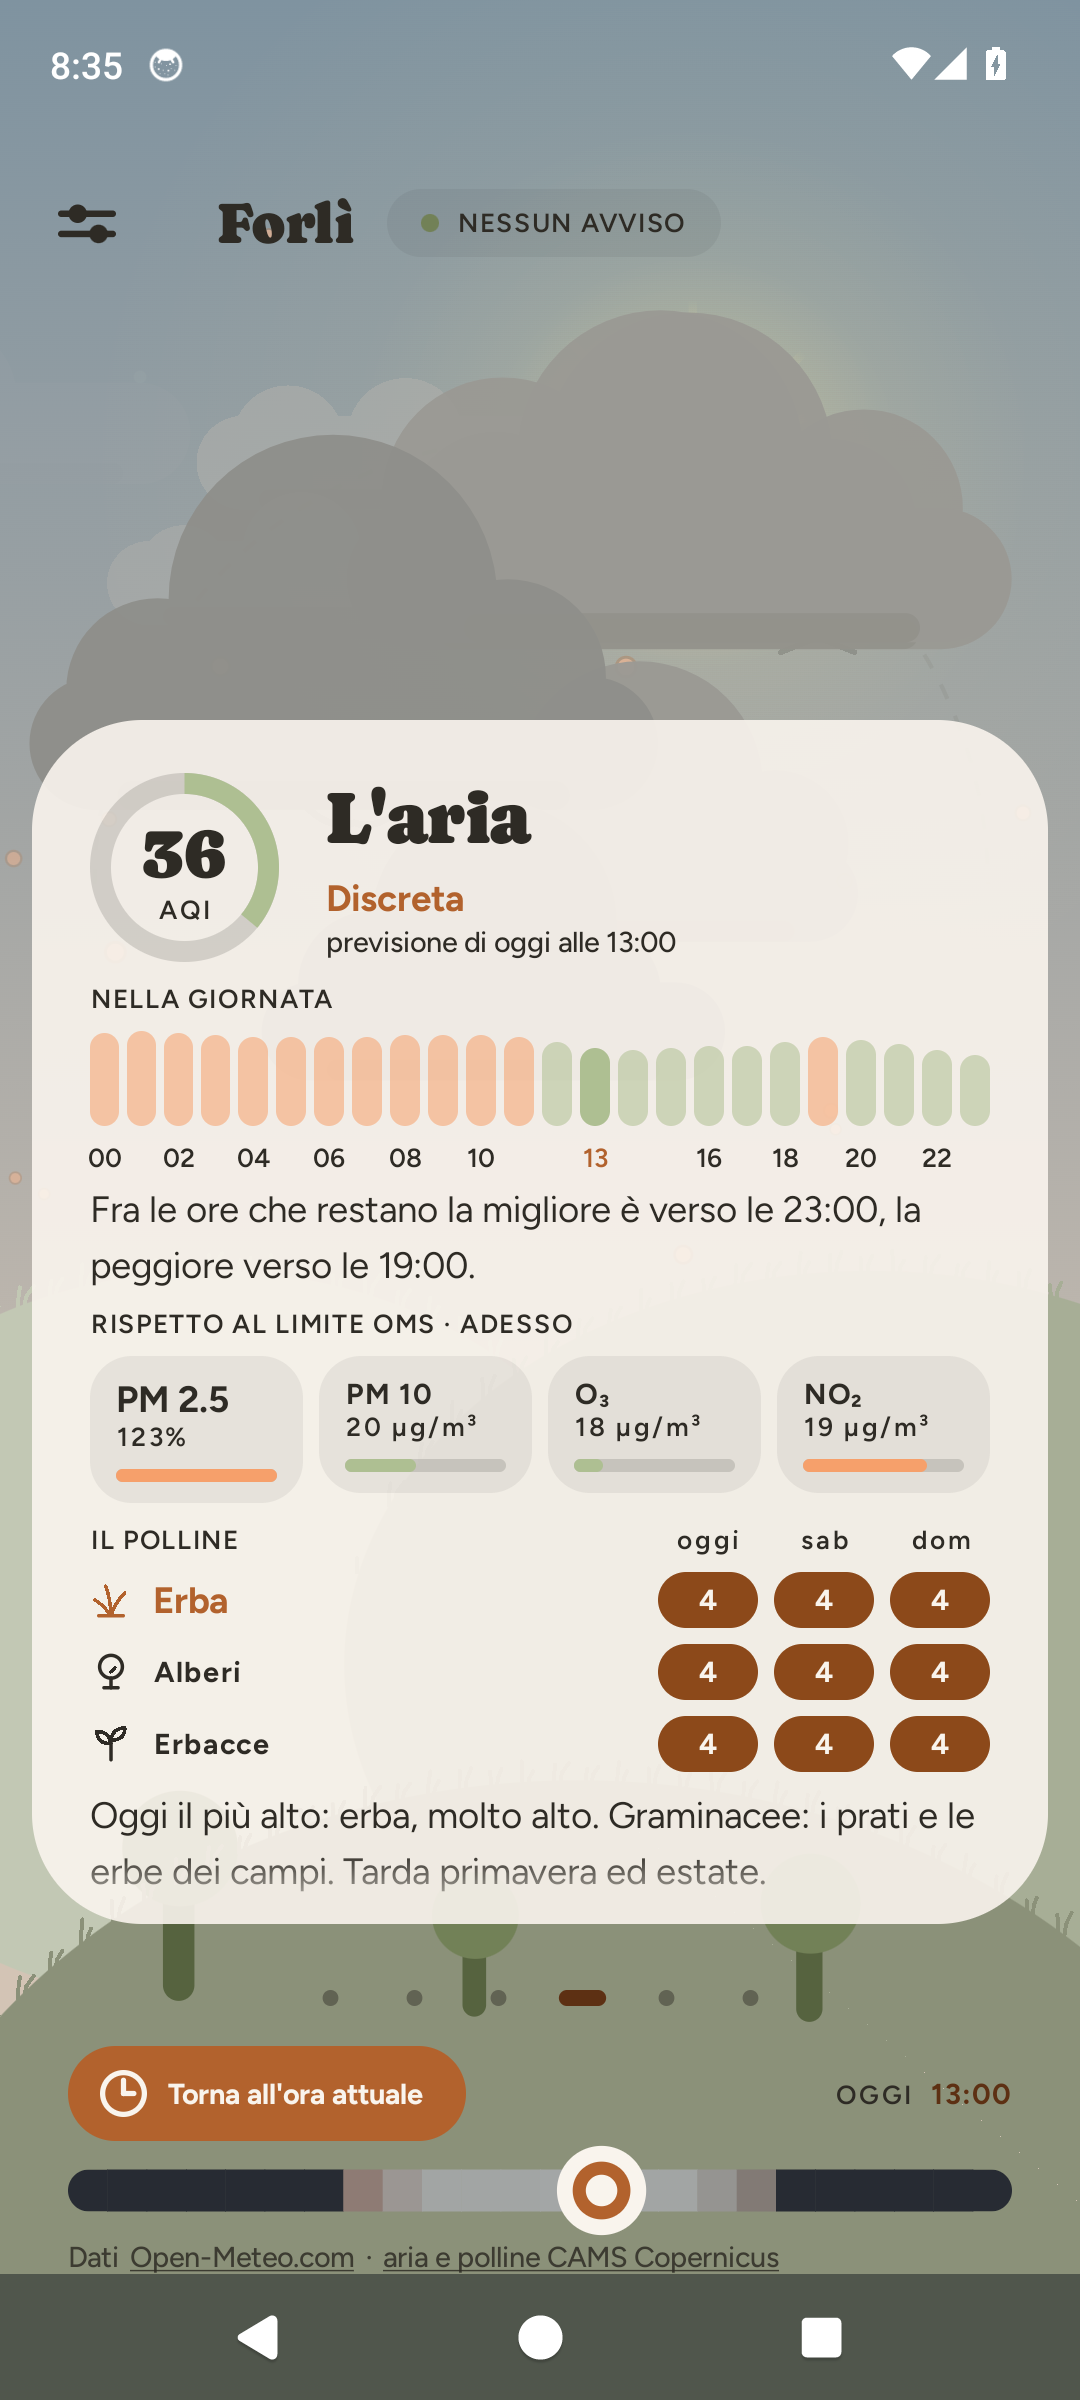 8:35
Forlì
NESSUN AVVISO
36
AQI
L'aria
Discreta
previsione di oggi alle 13:00
NELLA GIORNATA
00 02 04 06 08 10 13 16 18 20 22
Fra le ore che restano la migliore è verso le 23:00, la
peggiore verso le 19:00.
RISPETTO AL LIMITE OMS · ADESSO
PM 2.5
123%
PM 10
20 µg/m³
O₃
18 µg/m³
NO₂
19 µg/m³
IL POLLINE oggi sab dom
Erba 4 4 4
Alberi 4 4 4
Erbacce 4 4 4
Oggi il più alto: erba, molto alto. Graminacee: i prati e le
erbe dei campi. Tarda primavera ed estate.
Torna all'ora attuale
OGGI 13:00
Dati Open-Meteo.com · aria e polline CAMS Copernicus